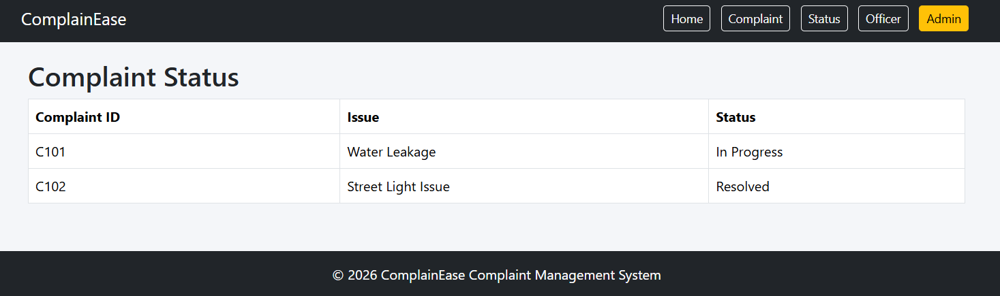 ComplainEase Home Complaint Status Officer Admin
Complaint Status
Complaint ID Issue Status
C101 Water Leakage In Progress
C102 Street Light Issue Resolved
© 2026 ComplainEase Complaint Management System